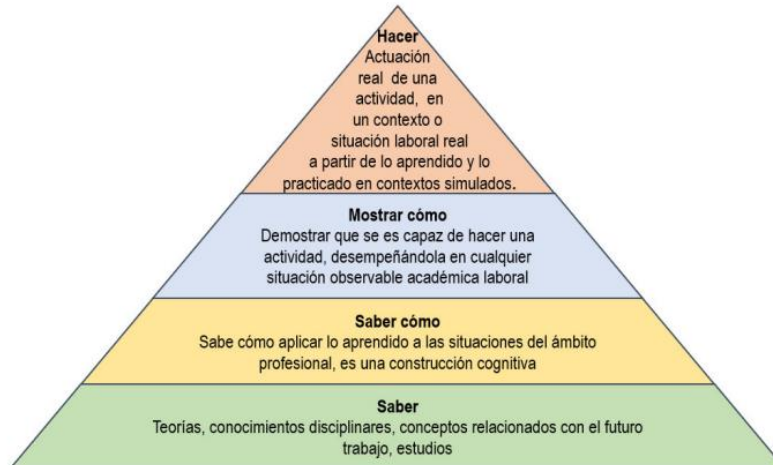 Hacer
Actuación
real de una
actividad, en
un contexto o
situación laboral real
a partir de lo aprendido y lo
practicado en contextos simulados.
Mostrar cómo
Demostrar que se es capaz de hacer una
actividad, desempeñándola en cualquier
situación observable académica laboral
Saber cómo
Sabe cómo aplicar lo aprendido a las situaciones del ámbito
profesional, es una construcción cognitiva
Saber
Teorías, conocimientos disciplinares, conceptos relacionados con el futuro
trabajo, estudios